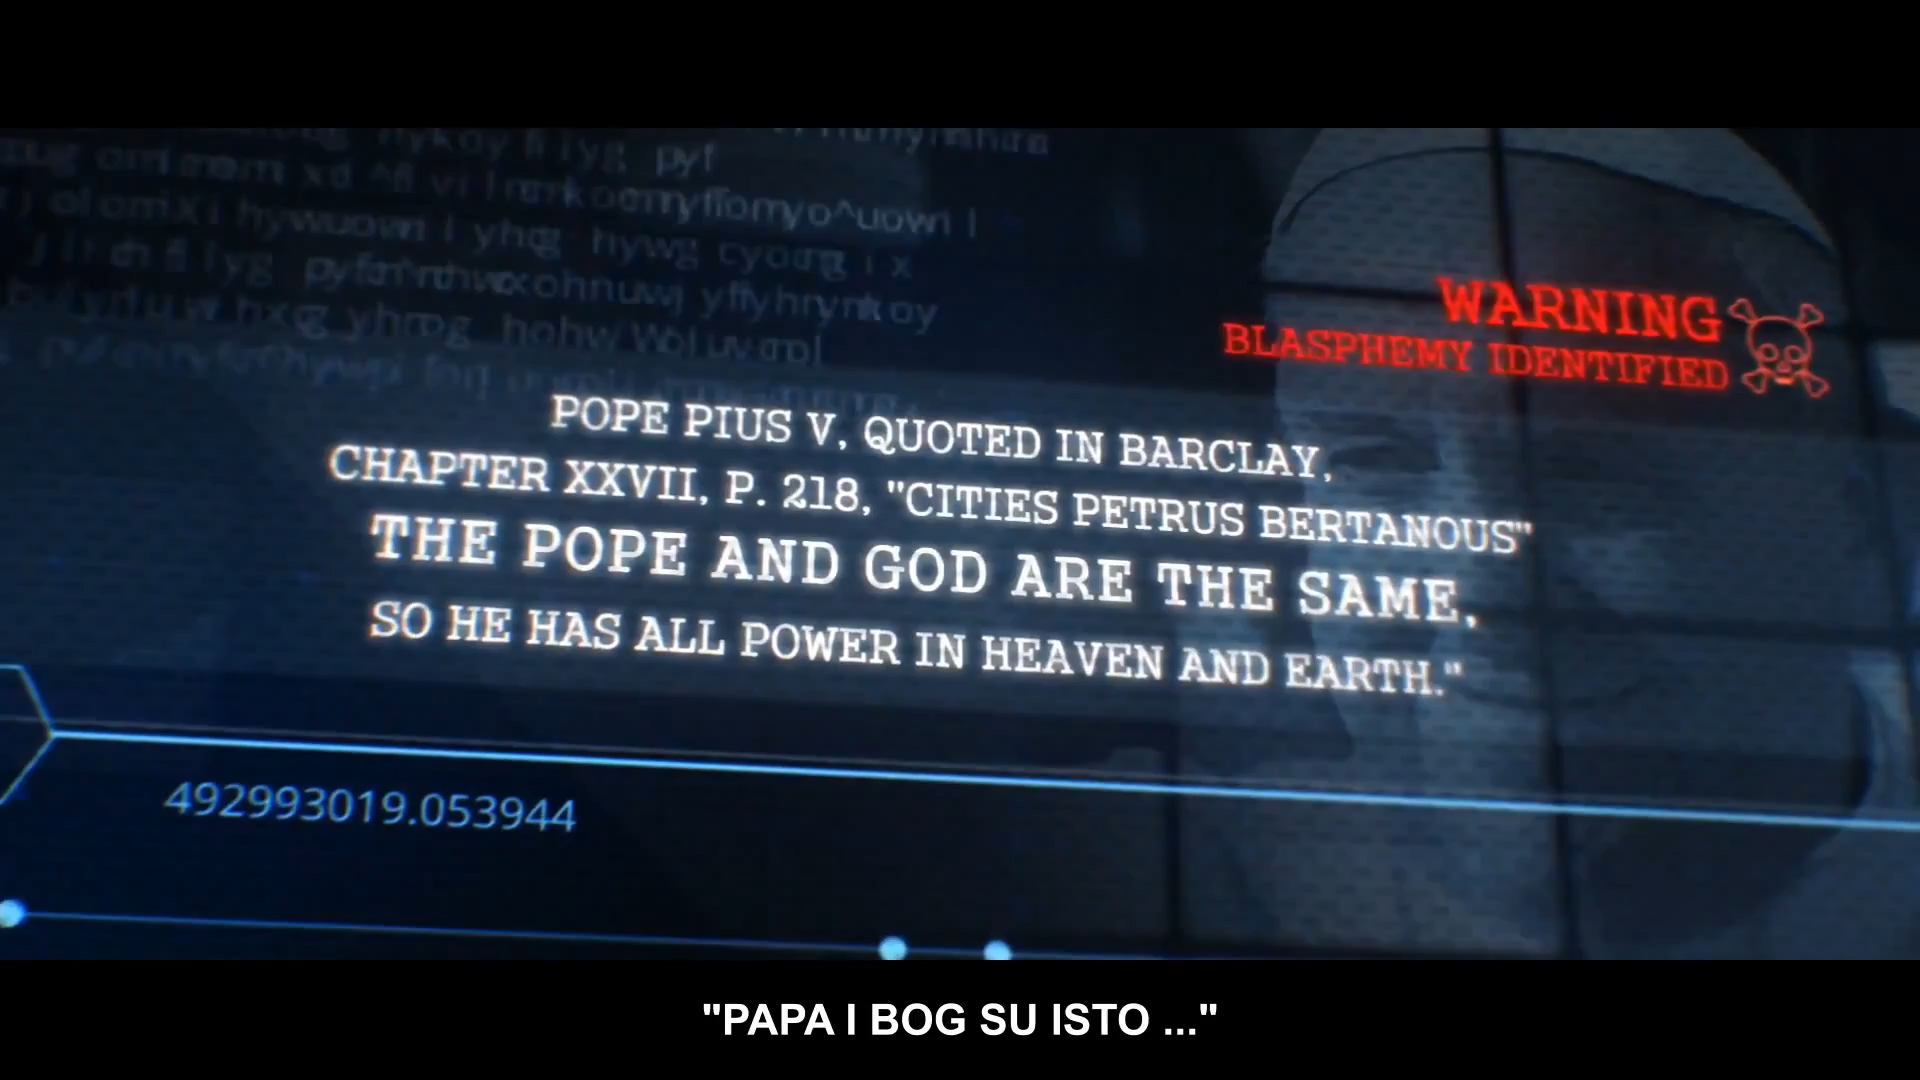 WARNING
BLASPHEMY IDENTIFIED
POPE PIUS V, QUOTED IN BARCLAY,
CHAPTER XXVII, P. 218, "CITIES PETRUS BERTANOUS"
THE POPE AND GOD ARE THE SAME,
SO HE HAS ALL POWER IN HEAVEN AND EARTH."
492993019.053944
"PAPA I BOG SU ISTO ..."